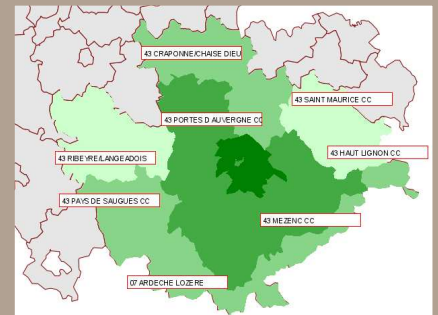 43 CRAPONNE/CHAISE DIEU
43 SAINT MAURICE CC
43 PORTES D AUVERGNE CC
43 HAUT LIGNON CC
43 RIBEYRE/LANGEADOIS
43 PAYS DE SAUGUES CC
43 MEZENC CC
07 ARDECHE LOZERE